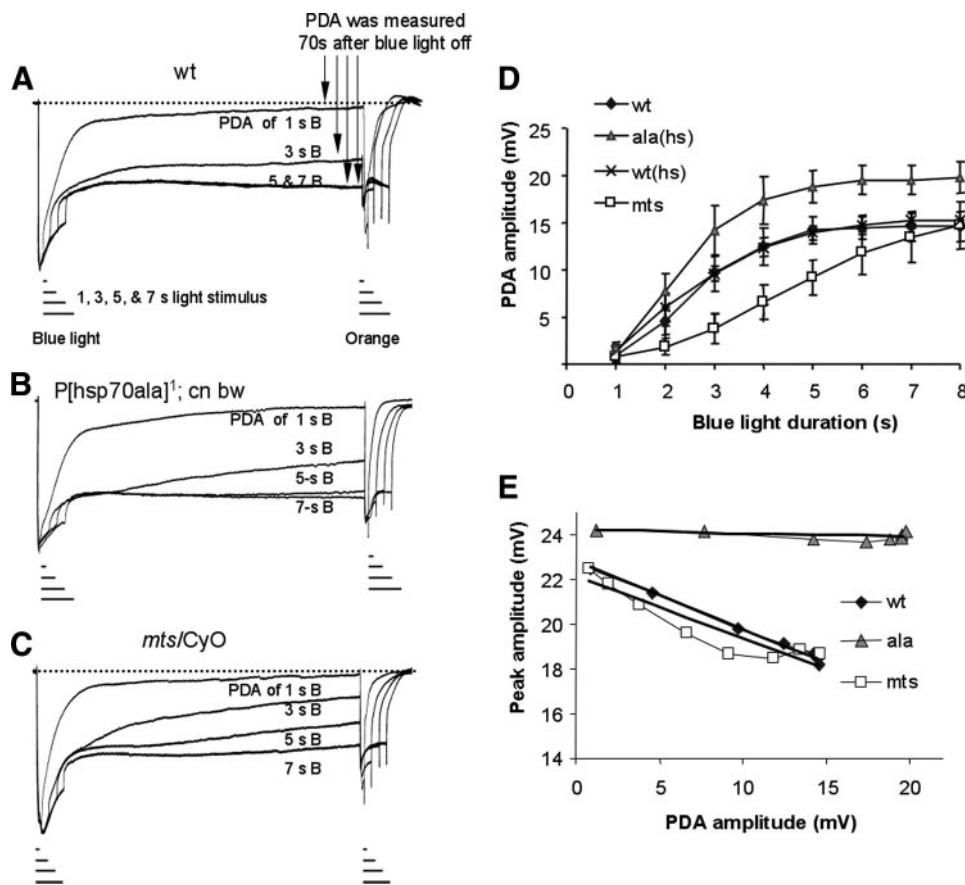 PDA was measured
70s after blue light off
A
wt
PDA of 1 s B
3 s B
5 & 7 B
1, 3, 5, & 7 s light stimulus
Blue light
Orange
B
P[hsp70ala]¹; cn bw
PDA of 1 s B
3 s B
5-s B
7-s B
C
mts/CyO
PDA of 1 s B
3 s B
5 s B
7 s B
D
wt
ala(hs)
wt(hs)
mts
PDA amplitude (mV)
25
20
15
10
5
0 1 2 3 4 5 6 7 8
Blue light duration (s)
E
Peak amplitude (mV)
24
22
20
18
16
14
wt
ala
mts
0 5 10 15 20
PDA amplitude (mV)